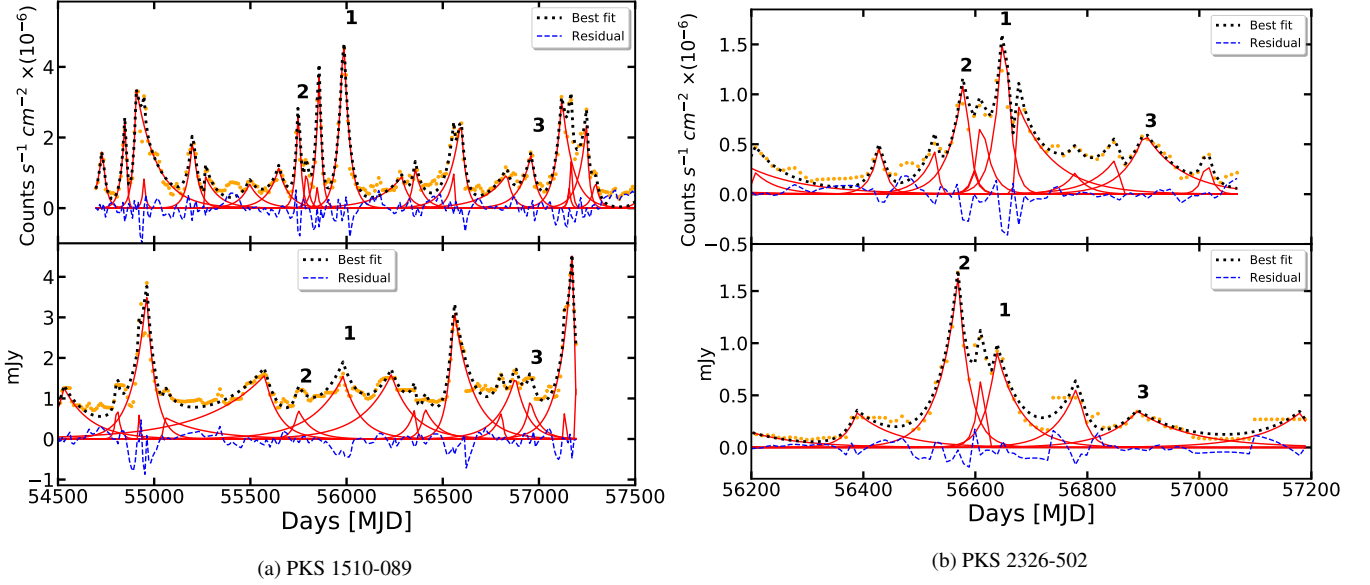 Counts s⁻¹ cm⁻² ×(10⁻⁶)
4
2
0
1
2
3
Best fit
Residual
mJy
4
3
2
1
0
−1
1
2
3
Best fit
Residual
54500 55000 55500 56000 56500 57000 57500
Days [MJD]
(a) PKS 1510-089
Counts s⁻¹ cm⁻² ×(10⁻⁶)
1.5
1.0
0.5
0.0
−0.5
1
2
3
Best fit
Residual
mJy
1.5
1.0
0.5
0.0
2
1
3
Best fit
Residual
56200 56400 56600 56800 57000 57200
Days [MJD]
(b) PKS 2326-502